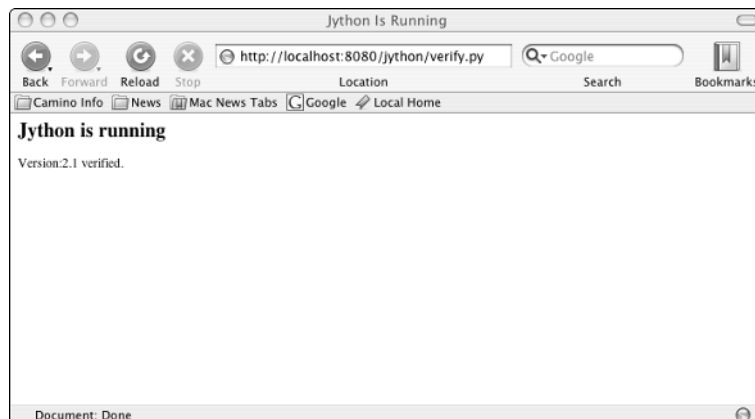 Jython Is Running
http://localhost:8080/jython/verify.py
Google
Back Forward Reload Stop Location Search Bookmarks
Camino Info News Mac News Tabs Google Local Home
Jython is running
Version:2.1 verified.
Document: Done